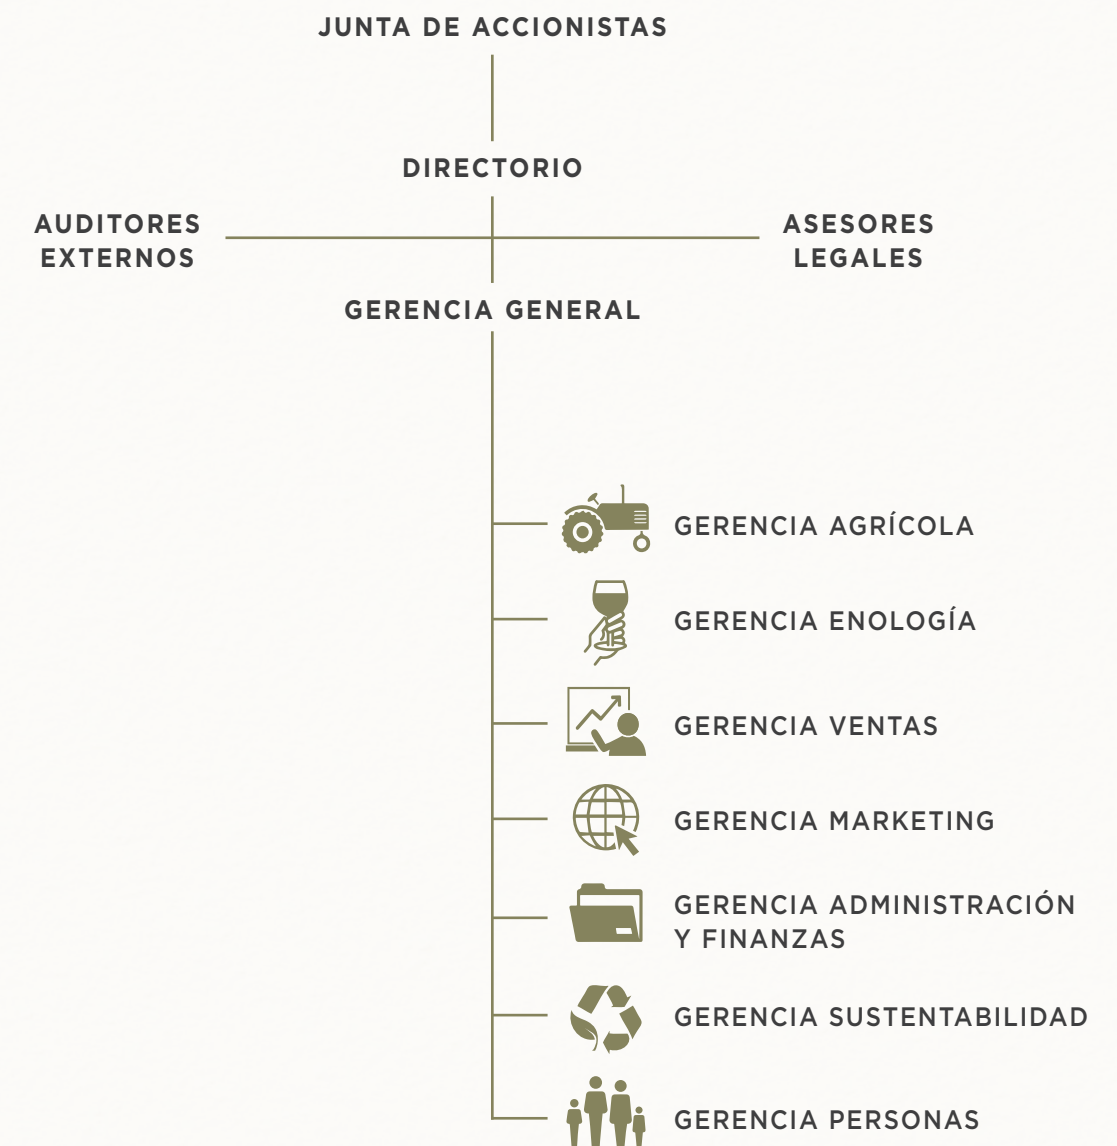 JUNTA DE ACCIONISTAS
DIRECTORIO
AUDITORES
EXTERNOS
ASESORES
LEGALES
GERENCIA GENERAL
GERENCIA AGRÍCOLA
GERENCIA ENOLOGÍA
GERENCIA VENTAS
GERENCIA MARKETING
GERENCIA ADMINISTRACIÓN
Y FINANZAS
GERENCIA SUSTENTABILIDAD
GERENCIA PERSONAS